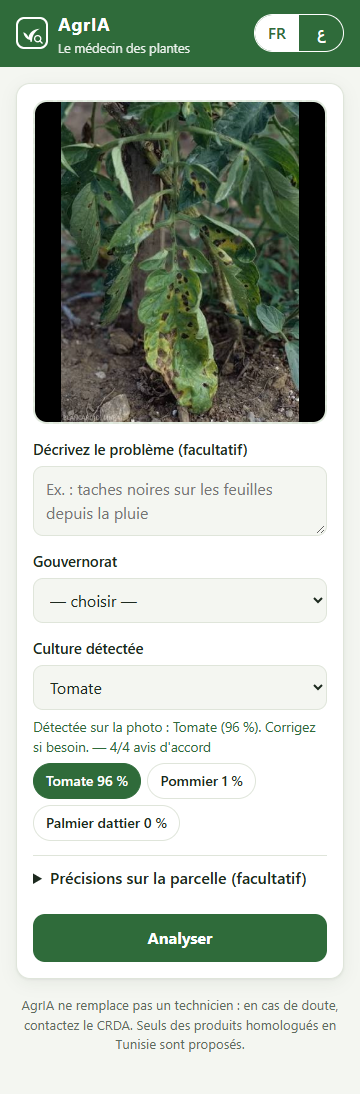 AgrIA
Le médecin des plantes
FR
ع
Décrivez le problème (facultatif)
Ex. : taches noires sur les feuilles
depuis la pluie
Gouvernorat
— choisir —
Culture détectée
Tomate
Détectée sur la photo : Tomate (96 %). Corrigez
si besoin. — 4/4 avis d'accord
Tomate 96 %
Pommier 1 %
Palmier dattier 0 %
Précisions sur la parcelle (facultatif)
Analyser
AgrIA ne remplace pas un technicien : en cas de doute,
contactez le CRDA. Seuls des produits homologués en
Tunisie sont proposés.